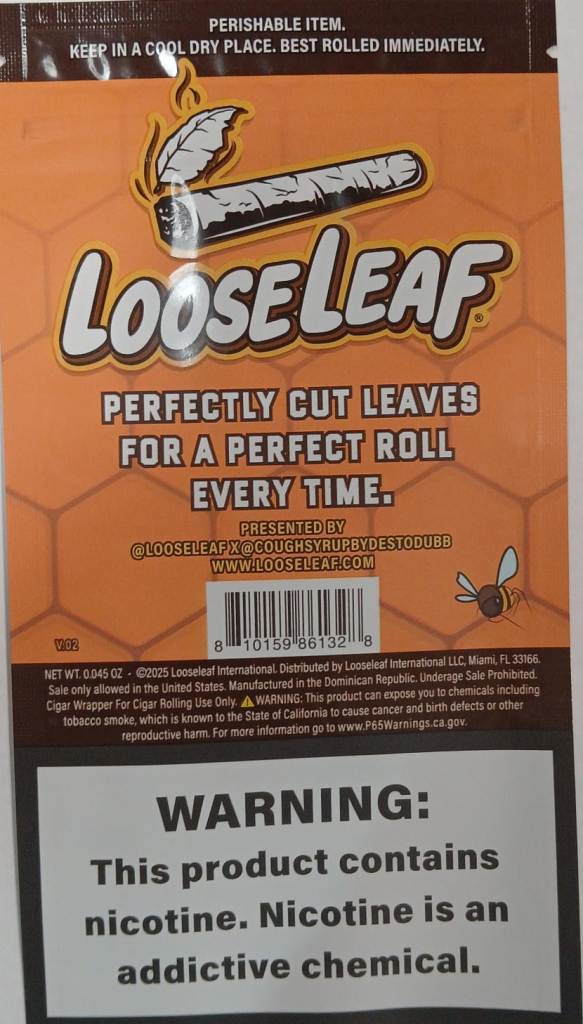 PERISHABLE ITEM.
KEEP IN A COOL DRY PLACE. BEST ROLLED IMMEDIATELY.
LOOSELEAF®
PERFECTLY CUT LEAVES
FOR A PERFECT ROLL
EVERY TIME.
PRESENTED BY
@LOOSELEAF X @COUGHSYRUPBYDESTODUBB
WWW.LOOSELEAF.COM
V.02
8 10159 86132 8
NET WT. 0.045 OZ - ©2025 Looseleaf International. Distributed by Looseleaf International LLC, Miami, FL 33166.
Sale only allowed in the United States. Manufactured in the Dominican Republic. Underage Sale Prohibited.
Cigar Wrapper For Cigar Rolling Use Only. ⚠WARNING: This product can expose you to chemicals including
tobacco smoke, which is known to the State of California to cause cancer and birth defects or other
reproductive harm. For more information go to www.P65Warnings.ca.gov.
WARNING:
This product contains
nicotine. Nicotine is an
addictive chemical.